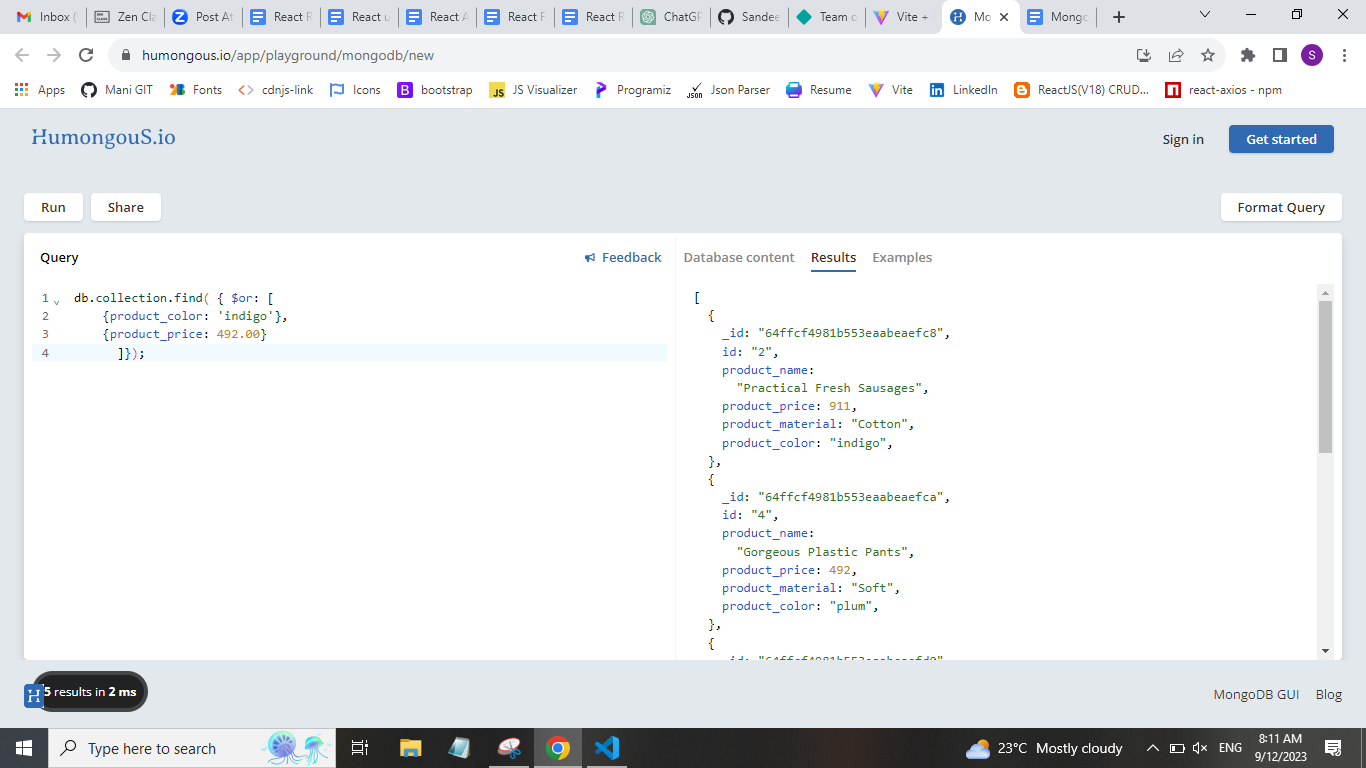 Inbox (
Zen Cla
Post At
React R
React u
React A
React F
React R
ChatGP
Sandee
Team c
Vite +
Mo
Mongo
humongous.io/app/playground/mongodb/new
S
Apps
Mani GIT
Fonts
cdnjs-link
Icons
bootstrap
JS Visualizer
Programiz
Json Parser
Resume
Vite
LinkedIn
ReactJS(V18) CRUD...
react-axios - npm
HumongouS.io
Sign in
Get started
Run
Share
Format Query
Query
Feedback
Database content
Results
Examples
1 db.collection.find( { $or: [
2 {product_color: 'indigo'},
3 {product_price: 492.00}
4 ]});
[
{
_id: "64ffcf4981b553eaabeaefc8",
id: "2",
product_name:
"Practical Fresh Sausages",
product_price: 911,
product_material: "Cotton",
product_color: "indigo",
},
{
_id: "64ffcf4981b553eaabeaefca",
id: "4",
product_name:
"Gorgeous Plastic Pants",
product_price: 492,
product_material: "Soft",
product_color: "plum",
},
{
_id: "64ffcf4981b553eaabeaefd0",
H
5 results in 2 ms
MongoDB GUI
Blog
Type here to search
23°C Mostly cloudy
ENG
8:11 AM
9/12/2023